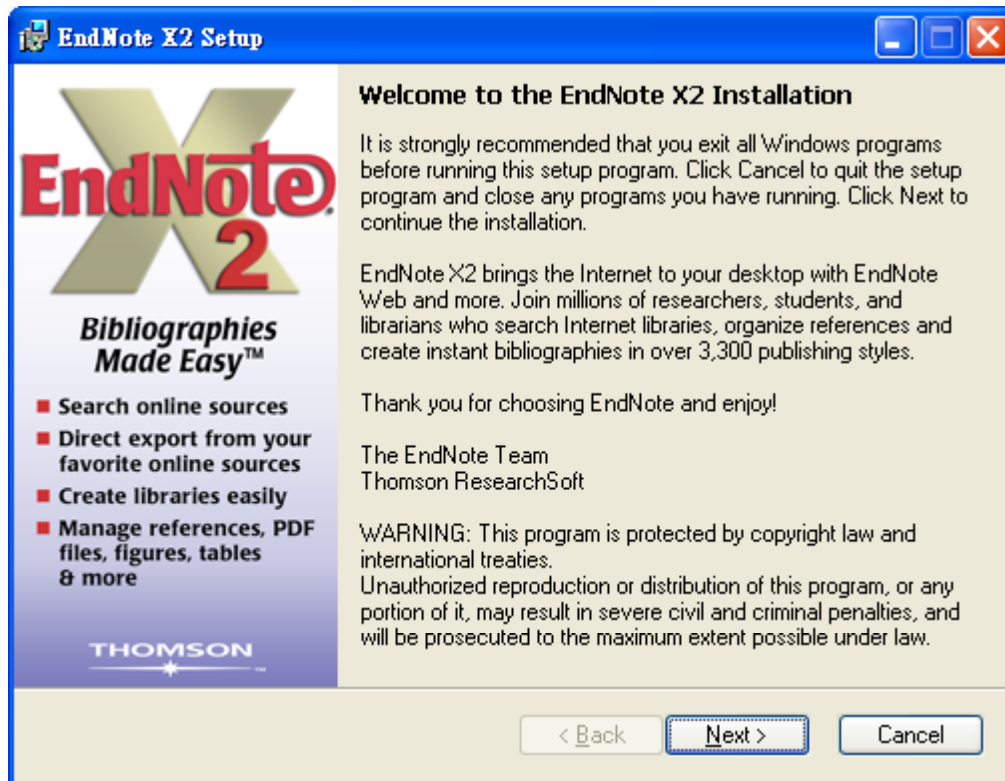 EndNote X2 Setup
EndNote
X
2
Bibliographies
Made Easy™
Search online sources
Direct export from your
favorite online sources
Create libraries easily
Manage references, PDF
files, figures, tables
& more
THOMSON
Welcome to the EndNote X2 Installation
It is strongly recommended that you exit all Windows programs
before running this setup program. Click Cancel to quit the setup
program and close any programs you have running. Click Next to
continue the installation.
EndNote X2 brings the Internet to your desktop with EndNote
Web and more. Join millions of researchers, students, and
librarians who search Internet libraries, organize references and
create instant bibliographies in over 3,300 publishing styles.
Thank you for choosing EndNote and enjoy!
The EndNote Team
Thomson ResearchSoft
WARNING: This program is protected by copyright law and
international treaties.
Unauthorized reproduction or distribution of this program, or any
portion of it, may result in severe civil and criminal penalties, and
will be prosecuted to the maximum extent possible under law.
< Back
Next >
Cancel